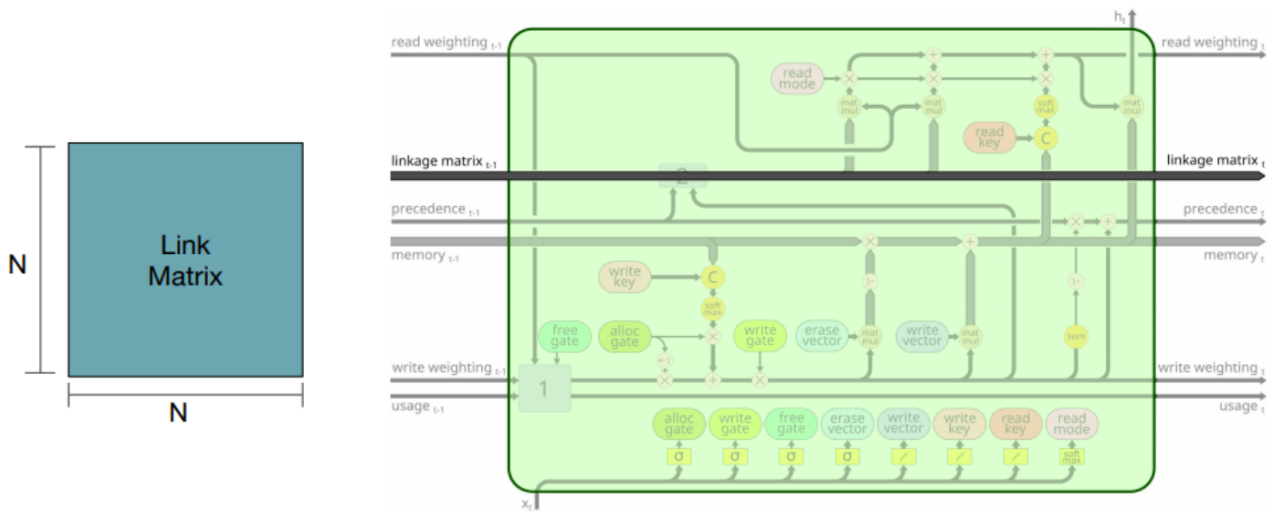 N
Link
Matrix
N
h_t
read weighting t-1
read weighting t
read
mode
×
+
×
+
×
mat
mul
mat
mul
soft
max
mat
mul
read
key
C
linkage matrix t-1
linkage matrix t
2
precedence t-1
precedence t
×
+
memory t-1
memory t
×
+
write
key
C
1-
1-
soft
max
free
gate
alloc
gate
×
write
gate
erase
vector
mat
mul
write
vector
mat
mul
sum
write weighting t-1
write weighting t
1
×
+
×
usage t-1
usage t
alloc
gate
write
gate
free
gate
erase
vector
write
vector
write
key
read
key
read
mode
σ
σ
σ
σ
soft
max
x_t